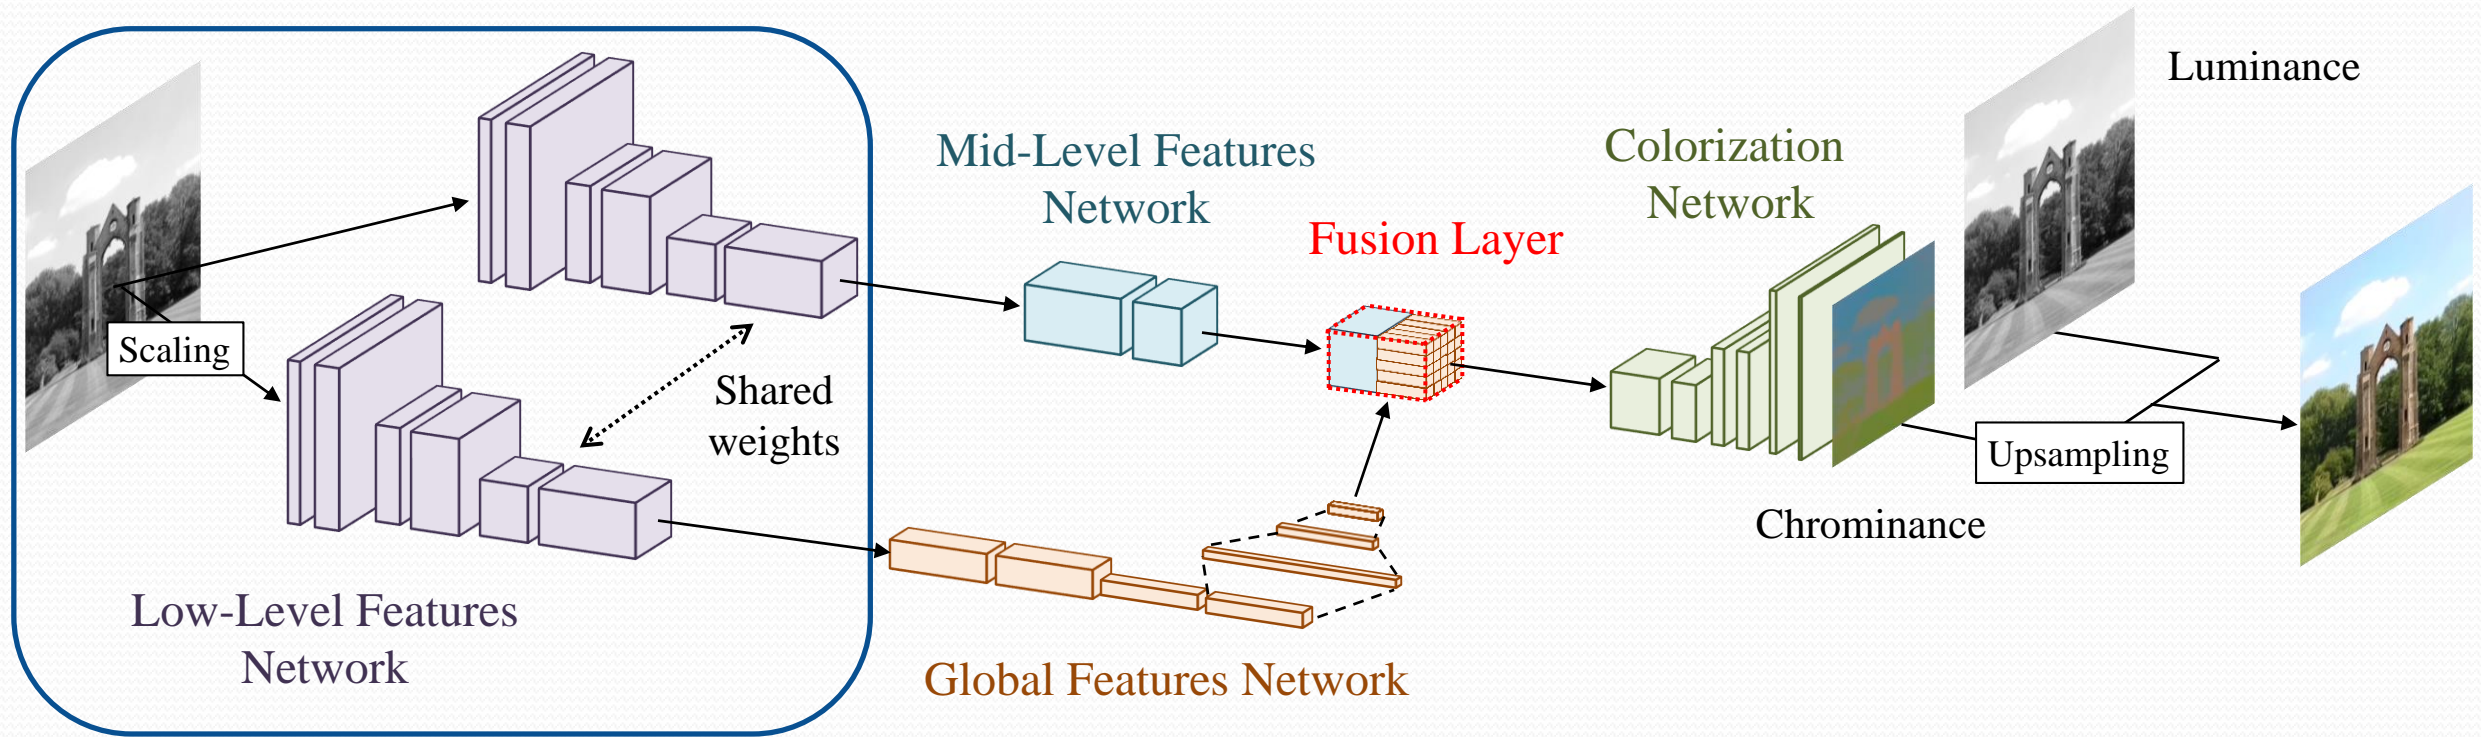 Luminance
Mid-Level Features
Network
Colorization
Network
Fusion Layer
Scaling
Shared
weights
Upsampling
Chrominance
Low-Level Features
Network
Global Features Network